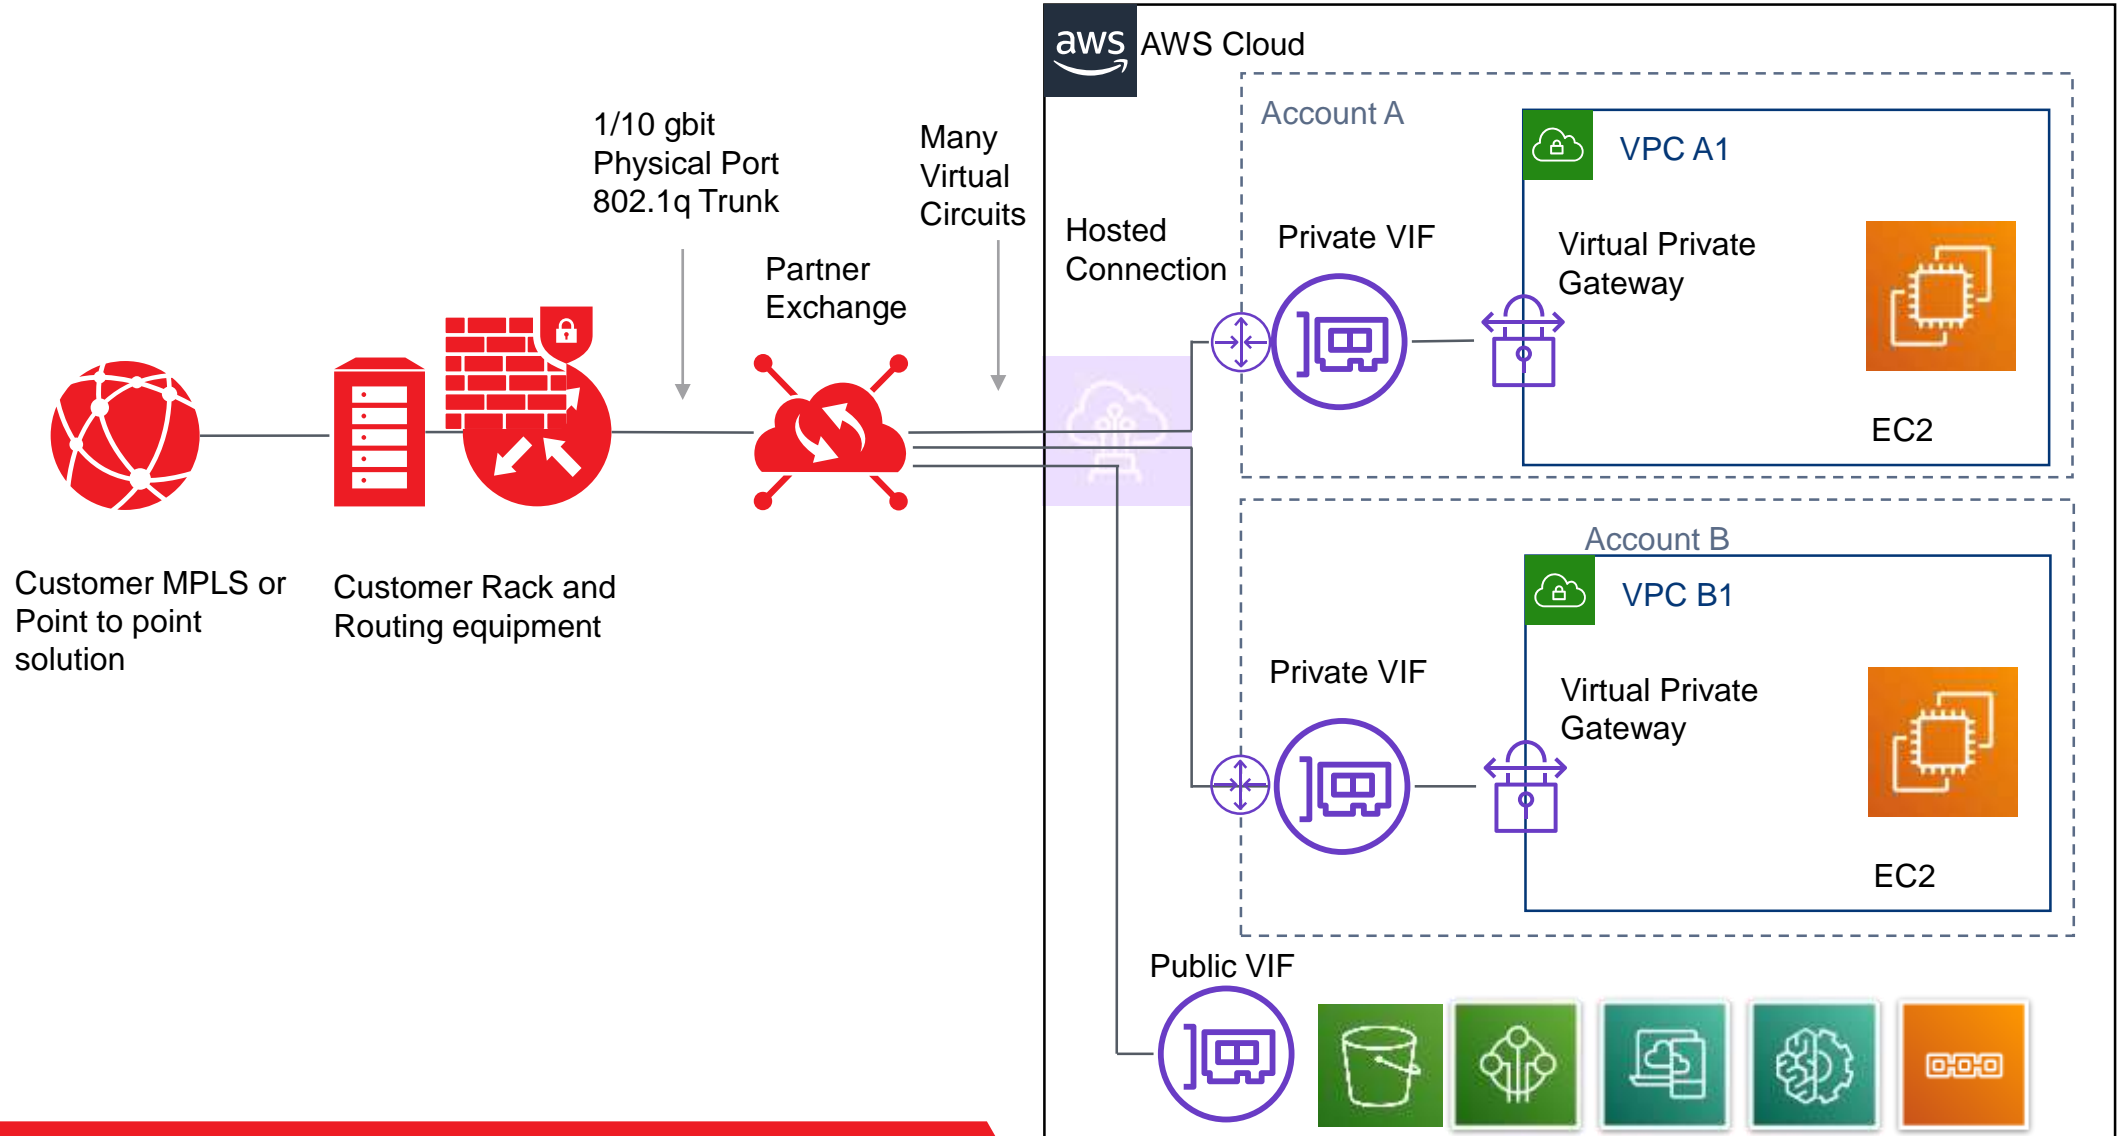 aws
AWS Cloud
Account A
1/10 gbit
Physical Port
802.1q Trunk
Many
Virtual
Circuits
VPC A1
Hosted
Connection
Private VIF
Virtual Private
Gateway
Partner
Exchange
EC2
Account B
Customer MPLS or
Point to point
solution
Customer Rack and
Routing equipment
VPC B1
Private VIF
Virtual Private
Gateway
EC2
Public VIF